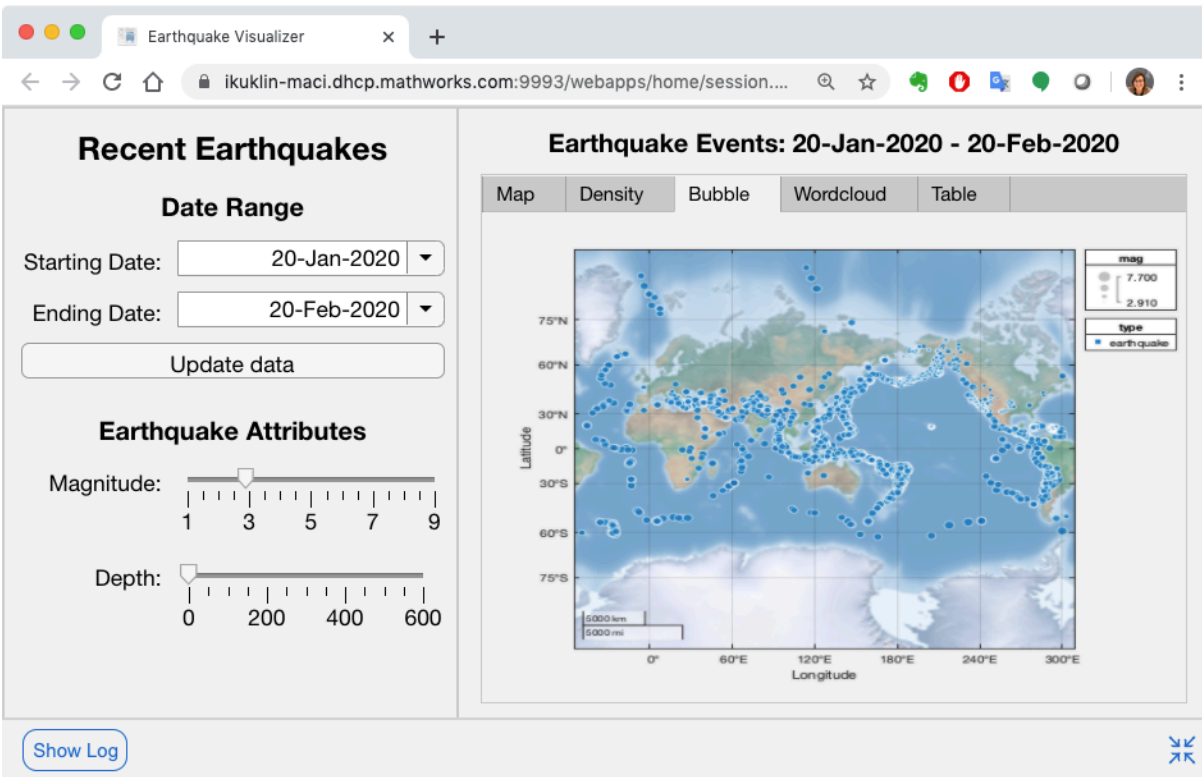 Earthquake Visualizer
ikuklin-maci.dhcp.mathworks.com:9993/webapps/home/session....
Recent Earthquakes
Date Range
Starting Date: 20-Jan-2020
Ending Date: 20-Feb-2020
Update data
Earthquake Attributes
Magnitude:
1 3 5 7 9
Depth:
0 200 400 600
Earthquake Events: 20-Jan-2020 - 20-Feb-2020
Map Density Bubble Wordcloud Table
mag
7.700
2.910
type
earthquake
Latitude
75°N
60°N
30°N
0°
30°S
60°S
75°S
5000 km
5000 mi
0° 60°E 120°E 180°E 240°E 300°E
Longitude
Show Log